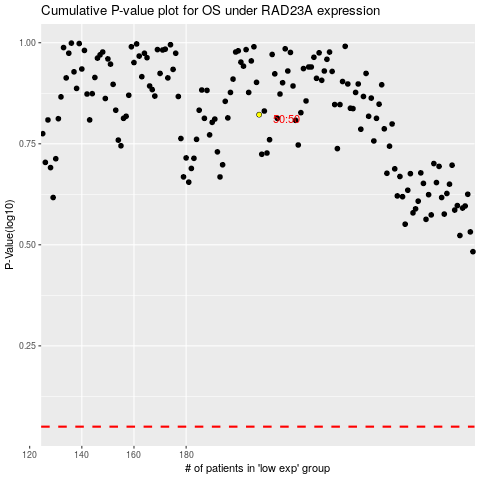 Cumulative P-value plot for OS under RAD23A expression
P-Value(log10)
1.00
0.75
0.50
0.25
50:50
120 140 160 180
# of patients in 'low exp' group